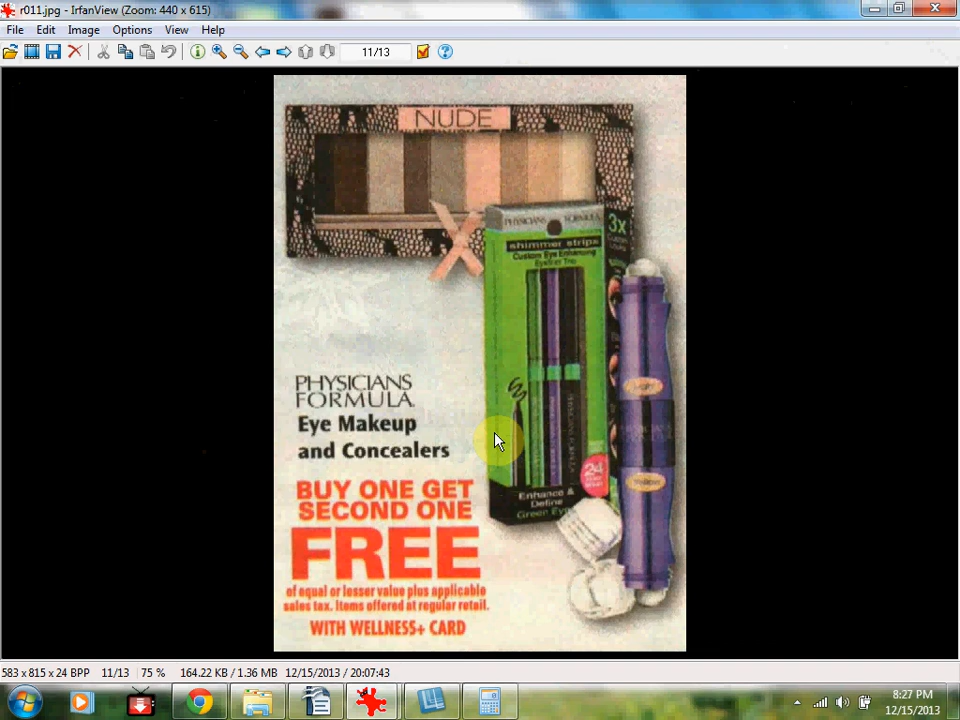 r011.jpg - IrfanView (Zoom: 440 x 615)
File Edit Image Options View Help
11/13
NUDE
PHYSICIANS FORMULA
3x
shimmer strips
Custom Eye Enhancing
Eyeliner Trio
PHYSICIANS
FORMULA
Eye Makeup
and Concealers
24
Enhance &
Define
Green Eyes
BUY ONE GET
SECOND ONE
FREE
of equal or lesser value plus applicable
sales tax. Items offered at regular retail.
WITH WELLNESS+ CARD
583 x 815 x 24 BPP 11/13 75 % 164.22 KB / 1.36 MB 12/15/2013 / 20:07:43
8:27 PM
12/15/2013